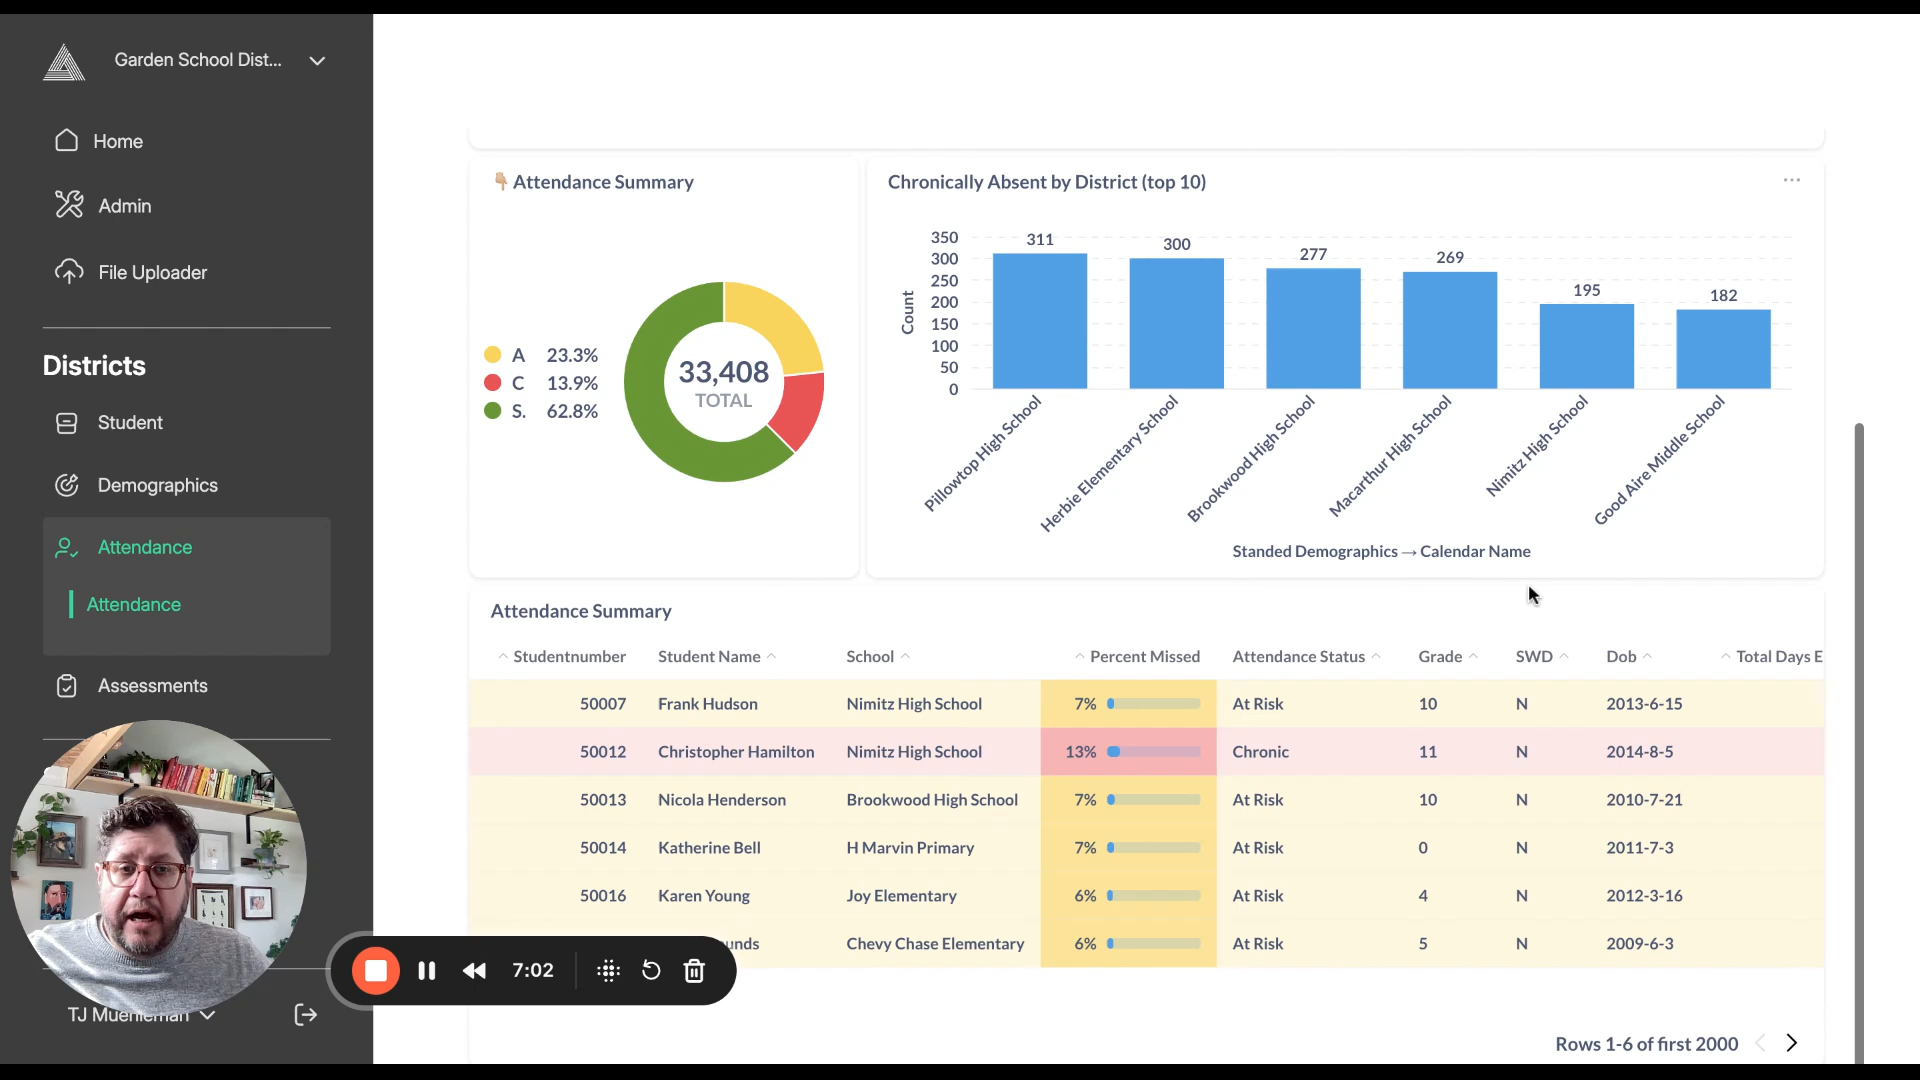 Garden School Dist...
Home
Admin
File Uploader
Districts
Student
Demographics
Attendance
Attendance
Assessments
TJ Muehleman
👇🏼 Attendance Summary
A 23.3%
C 13.9%
S. 62.8%
33,408
TOTAL
Chronically Absent by District (top 10)
...
Count
350
300
250
200
150
100
50
0
311
300
277
269
195
182
Pillowtop High School
Herbie Elementary School
Brookwood High School
Macarthur High School
Nimitz High School
Good Aire Middle School
Standed Demographics → Calendar Name
Attendance Summary
Studentnumber Student Name School Percent Missed Attendance Status Grade SWD Dob Total Days E
50007 Frank Hudson Nimitz High School 7% At Risk 10 N 2013-6-15
50012 Christopher Hamilton Nimitz High School 13% Chronic 11 N 2014-8-5
50013 Nicola Henderson Brookwood High School 7% At Risk 10 N 2010-7-21
50014 Katherine Bell H Marvin Primary 7% At Risk 0 N 2011-7-3
50016 Karen Young Joy Elementary 6% At Risk 4 N 2012-3-16
unds Chevy Chase Elementary 6% At Risk 5 N 2009-6-3
7:02
Rows 1-6 of first 2000